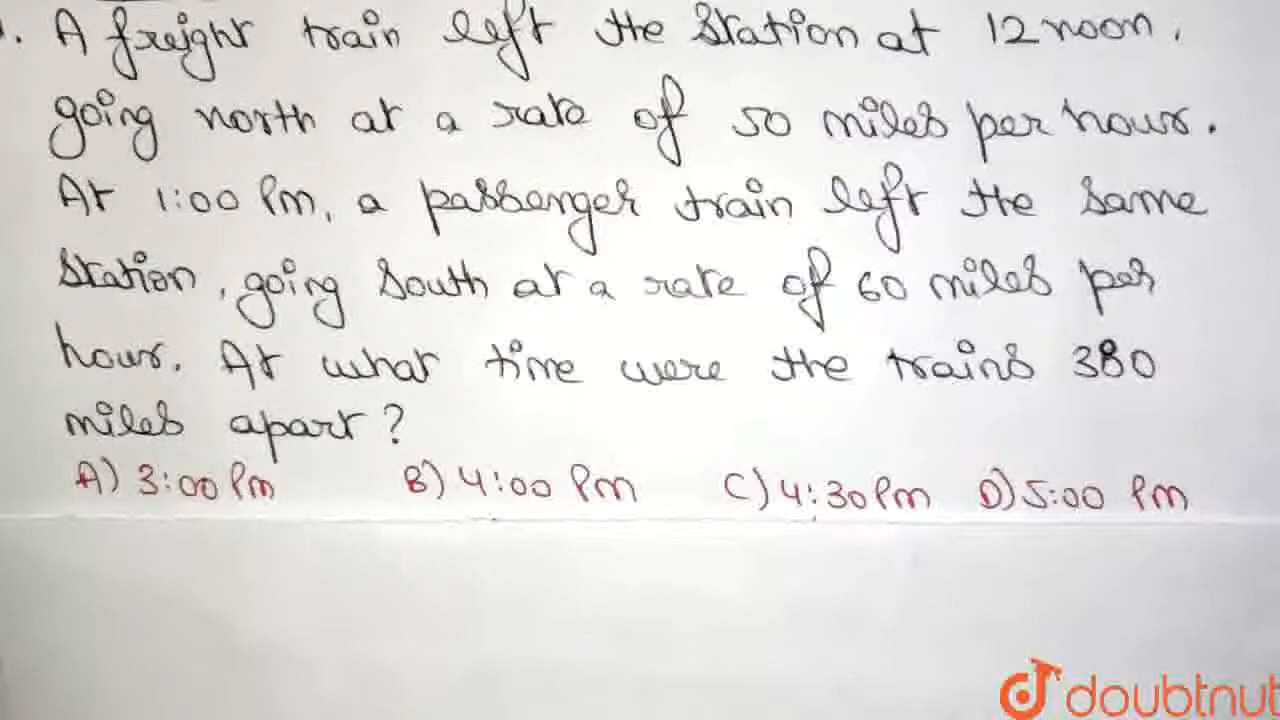 . A freight train left the Station at 12 noon,
going north at a rate of 50 miles per hour.
At 1:00 Pm, a passenger train left the same
Station, going South at a rate of 60 miles per
hour. At what time were the trains 380
miles apart?
A) 3:00 Pm B) 4:00 Pm C) 4:30 Pm D) 5:00 Pm
doubtnut